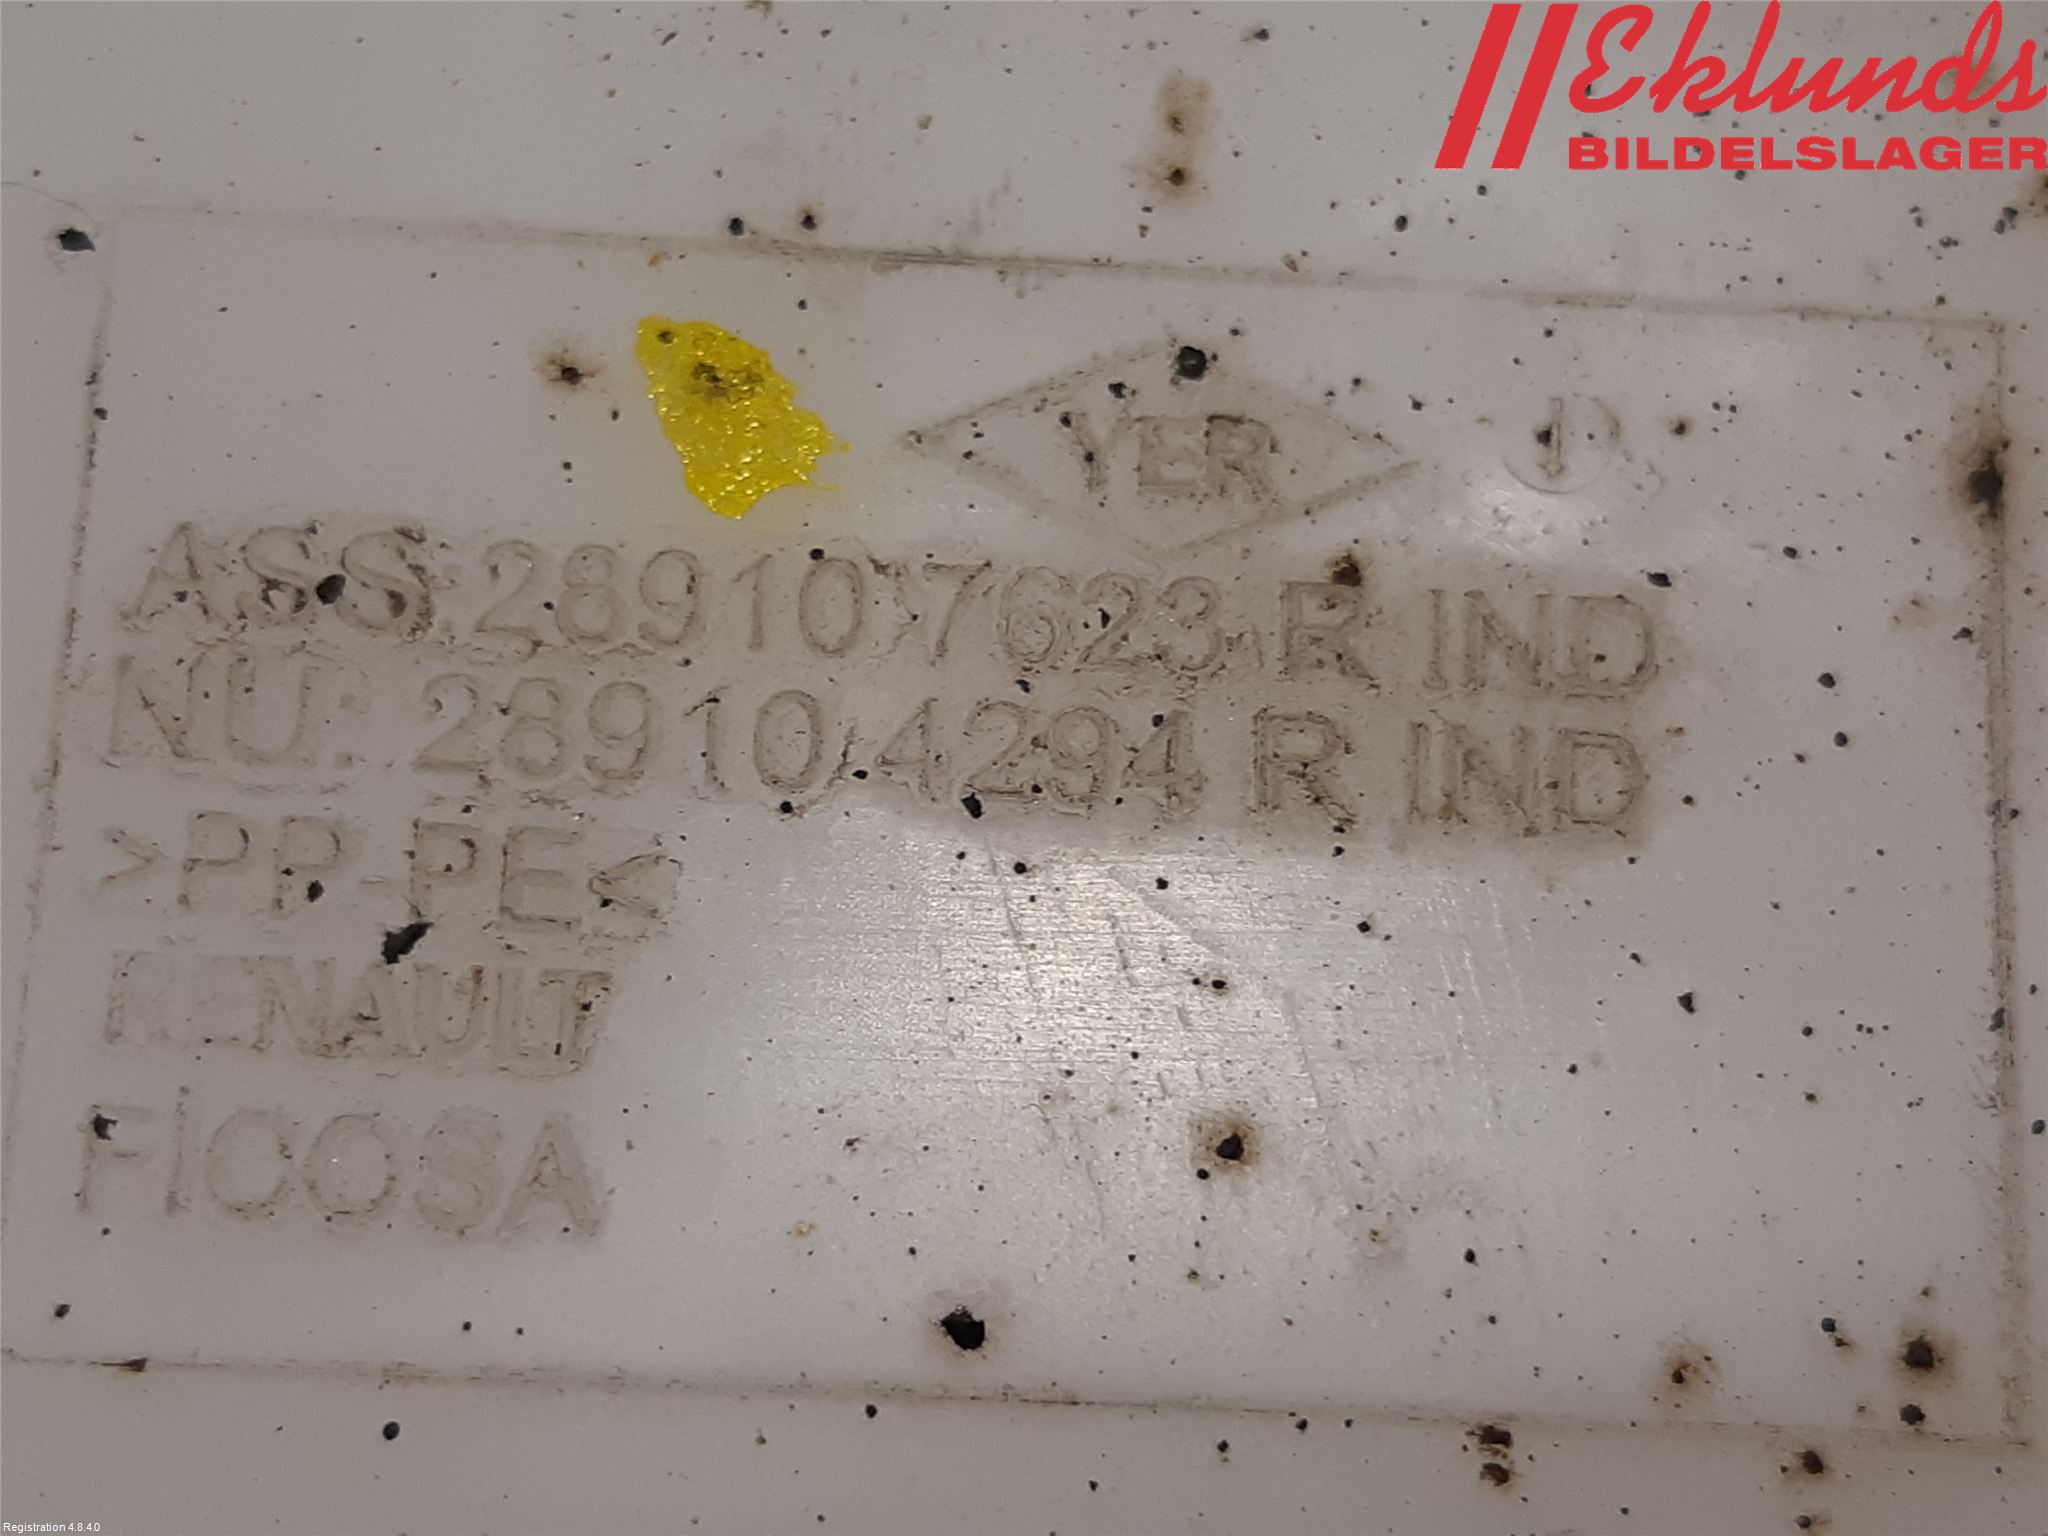 Eklunds
BILDELSLAGER
YER
ASS:289107623 R IND
NU: 289104294 R IND
>PP-PE<
RENAULT
FICOSA
Registration 4.8.4.0